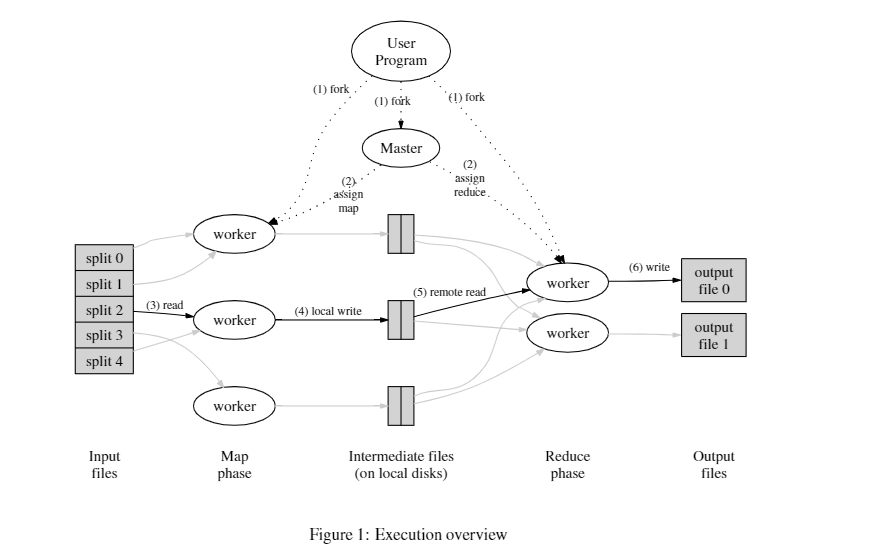 User
Program
(1) fork
(1) fork
(1) fork
Master
(2)
assign
map
(2)
assign
reduce
worker
split 0
split 1
split 2
split 3
split 4
(3) read
worker
(4) local write
(5) remote read
worker
worker
worker
(6) write
output
file 0
output
file 1
Input
files
Map
phase
Intermediate files
(on local disks)
Reduce
phase
Output
files
Figure 1: Execution overview